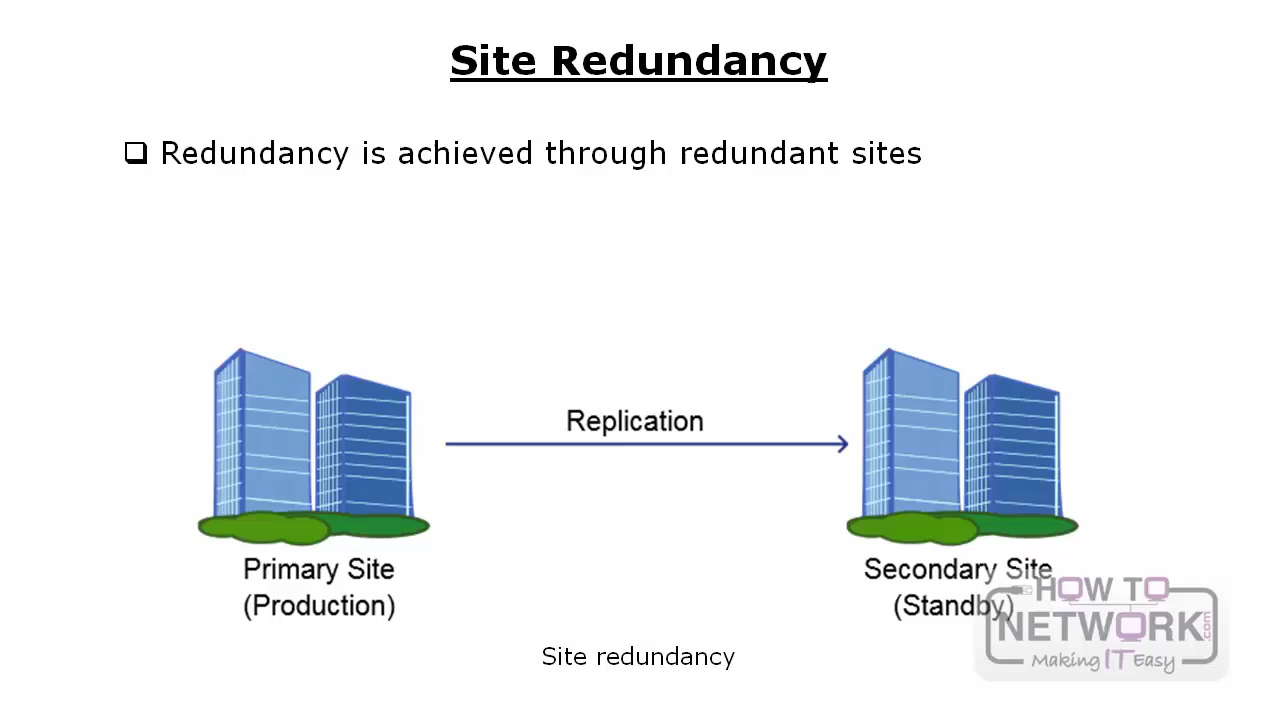 Site Redundancy
❑ Redundancy is achieved through redundant sites
Replication
Primary Site
(Production)
Secondary Site
(Standby)
Site redundancy
HOW TO
NETWORK.com
Making IT Easy